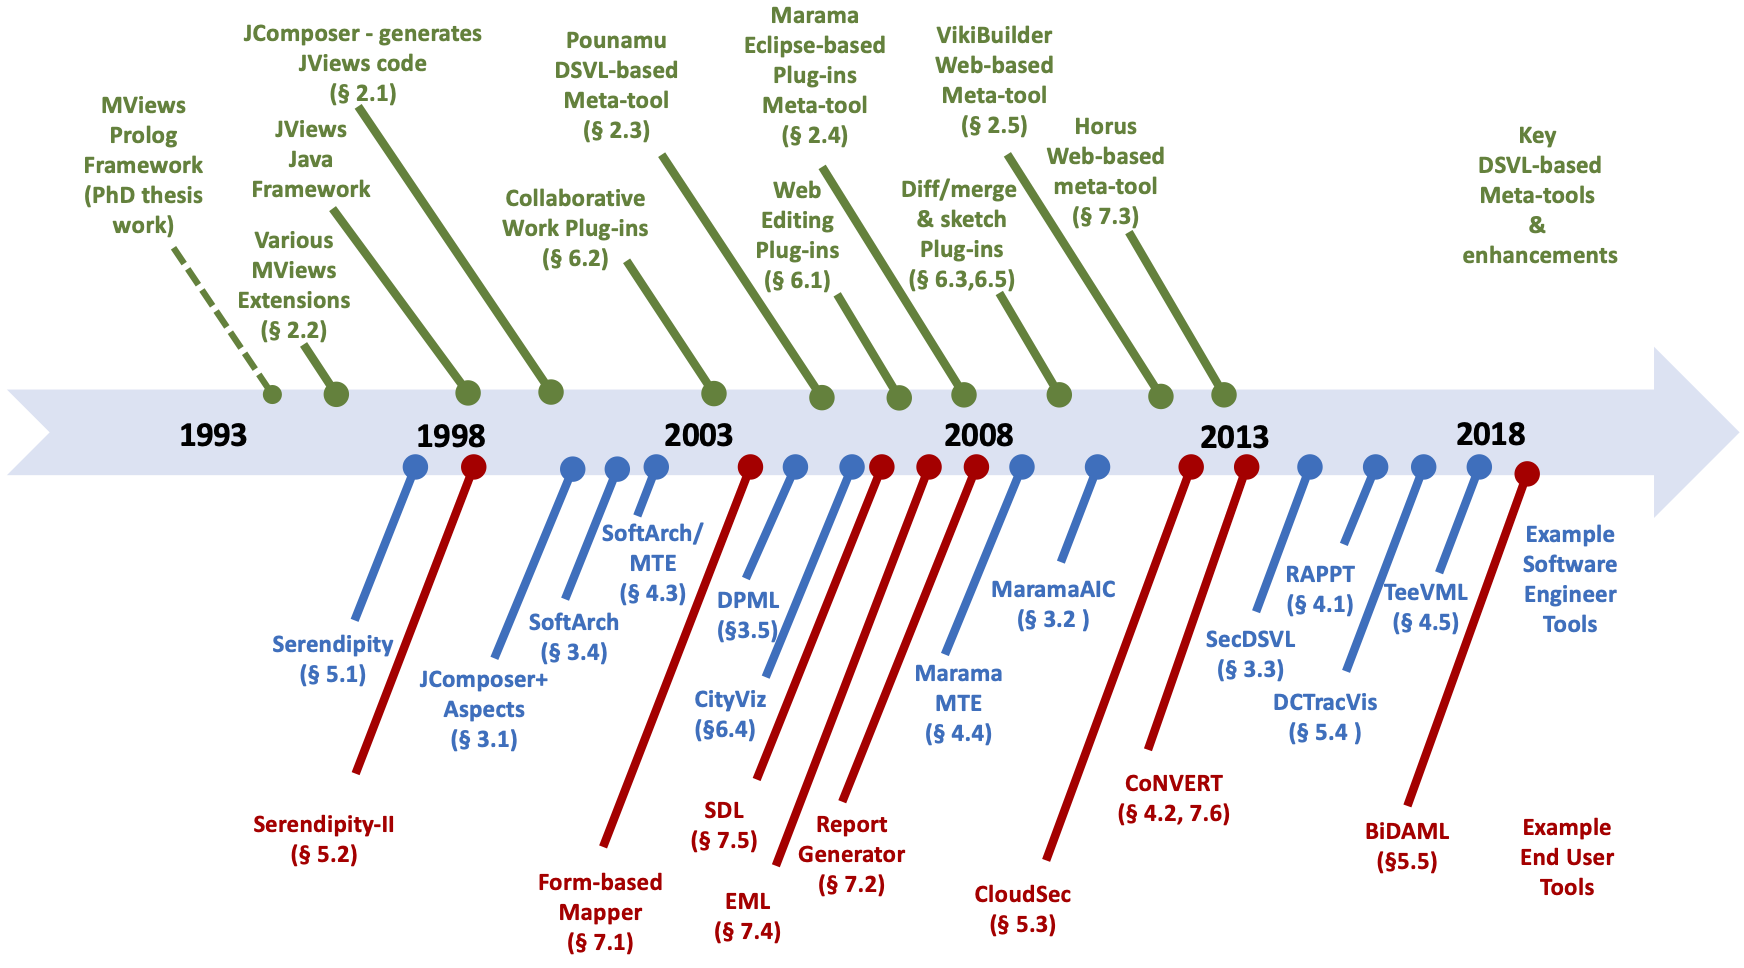 MViews
Prolog
Framework
(PhD thesis
work)
Various
MViews
Extensions
(§ 2.2)
JViews
Java
Framework
JComposer - generates
JViews code
(§ 2.1)
Collaborative
Work Plug-ins
(§ 6.2)
Pounamu
DSVL-based
Meta-tool
(§ 2.3)
Web
Editing
Plug-ins
(§ 6.1)
Marama
Eclipse-based
Plug-ins
Meta-tool
(§ 2.4)
Diff/merge
& sketch
Plug-ins
(§ 6.3,6.5)
VikiBuilder
Web-based
Meta-tool
(§ 2.5)
Horus
Web-based
meta-tool
(§ 7.3)
Key
DSVL-based
Meta-tools
&
enhancements
1993
1998
2003
2008
2013
2018
Serendipity
(§ 5.1)
Serendipity-II
(§ 5.2)
JComposer+
Aspects
(§ 3.1)
SoftArch
(§ 3.4)
SoftArch/
MTE
(§ 4.3)
Form-based
Mapper
(§ 7.1)
DPML
(§3.5)
CityViz
(§6.4)
SDL
(§ 7.5)
EML
(§ 7.4)
Report
Generator
(§ 7.2)
Marama
MTE
(§ 4.4)
MaramaAIC
(§ 3.2 )
CloudSec
(§ 5.3)
CoNVERT
(§ 4.2, 7.6)
SecDSVL
(§ 3.3)
RAPPT
(§ 4.1)
DCTracVis
(§ 5.4 )
TeeVML
(§ 4.5)
BiDAML
(§5.5)
Example
Software
Engineer
Tools
Example
End User
Tools